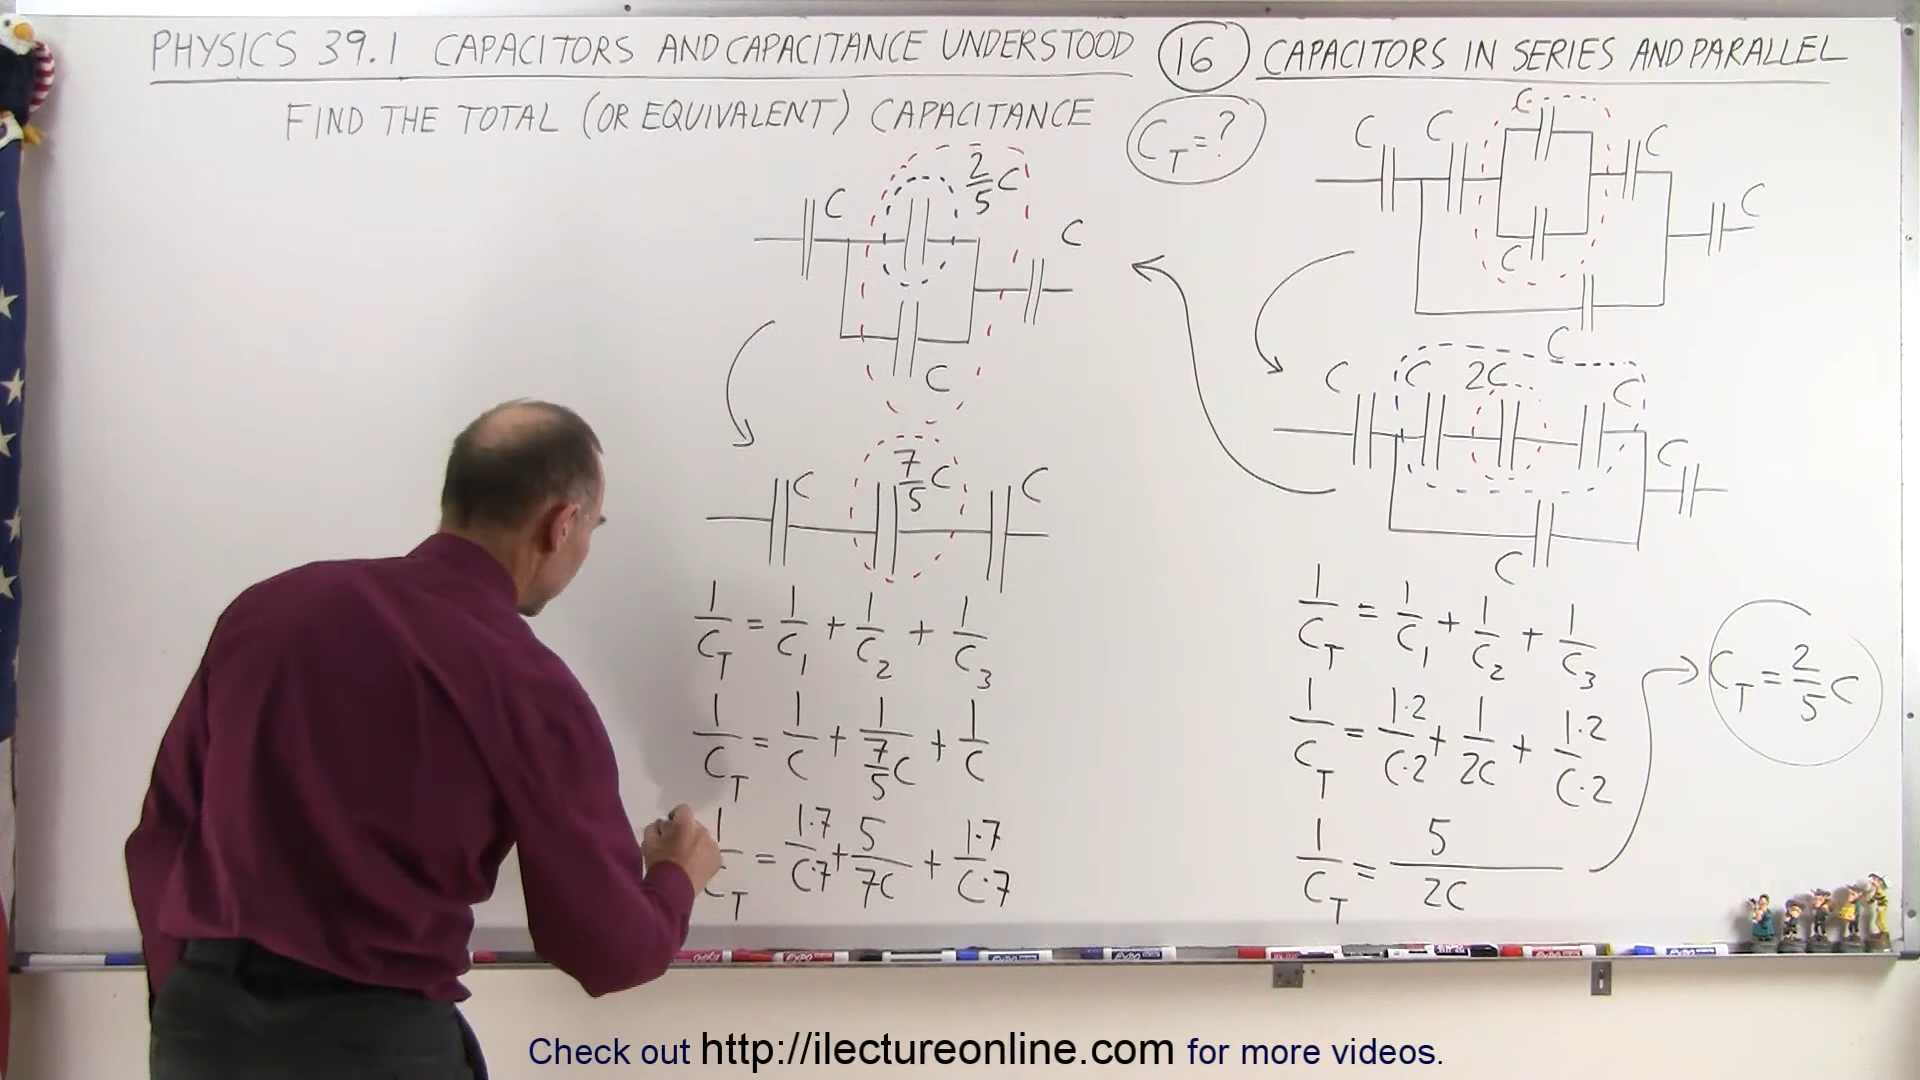 PHYSICS 39.1 CAPACITORS AND CAPACITANCE UNDERSTOOD 16 CAPACITORS IN SERIES AND PARALLEL
FIND THE TOTAL (OR EQUIVALENT) CAPACITANCE
C_T = ?
C C C C
C
C
C
C C 2C C
C
C
C 2/5 C C
C
C 7/5 C C
1/C_T = 1/C_1 + 1/C_2 + 1/C_3
1/C_T = 1/C + 1/(7/5 C) + 1/C
1/C_T = 1·7/C·7 + 5/7C + 1·7/C·7
1/C_T = 1/C_1 + 1/C_2 + 1/C_3
1/C_T = 1·2/C·2 + 1/2C + 1·2/C·2
1/C_T = 5/2C
C_T = 2/5 C
EXPO
Check out http://ilectureonline.com for more videos.